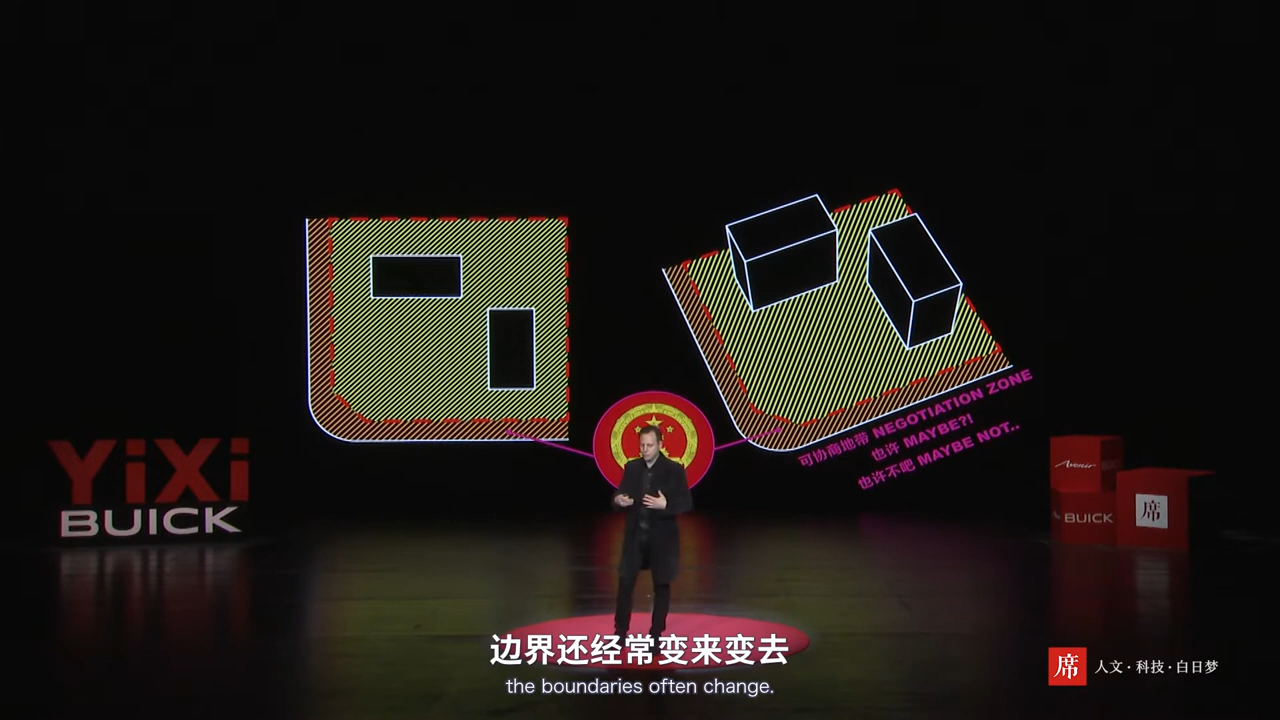 可协商地带 NEGOTIATION ZONE
也许 MAYBE?!
也许不吧 MAYBE NOT..
YiXi
BUICK
Avenir
BUICK
席
边界还经常变来变去
the boundaries often change.
席 人文·科技·白日梦